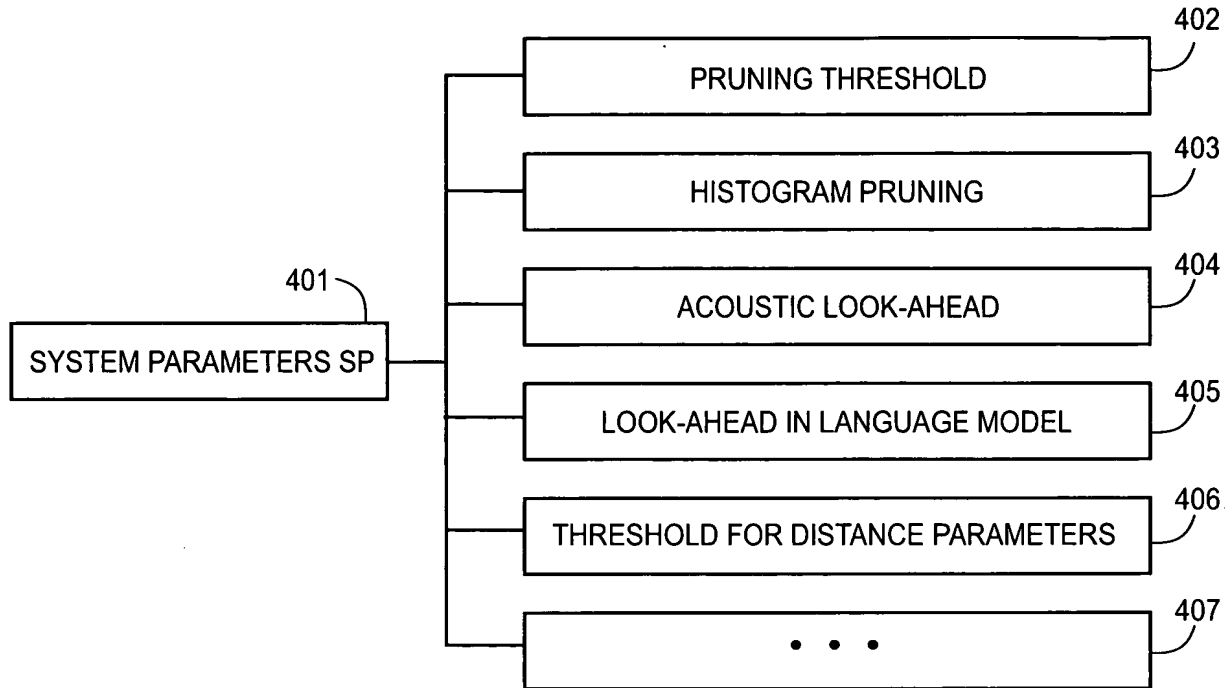 402
PRUNING THRESHOLD
403
HISTOGRAM PRUNING
404
ACOUSTIC LOOK-AHEAD
401
SYSTEM PARAMETERS SP
405
LOOK-AHEAD IN LANGUAGE MODEL
406
THRESHOLD FOR DISTANCE PARAMETERS
407
• • •